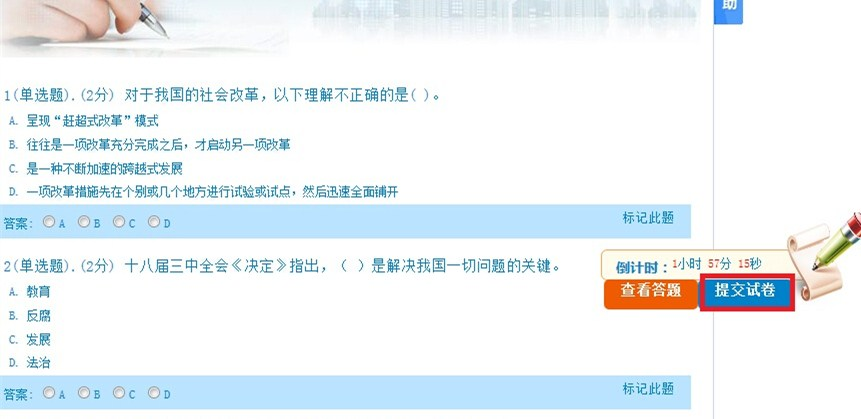 助
1(单选题).(2分) 对于我国的社会改革，以下理解不正确的是( )。
A. 呈现“赶超式改革”模式
B. 往往是一项改革充分完成之后，才启动另一项改革
C. 是一种不断加速的跨越式发展
D. 一项改革措施先在个别或几个地方进行试验或试点，然后迅速全面铺开
答案: A B C D 标记此题
2(单选题).(2分) 十八届三中全会《决定》指出，（ ）是解决我国一切问题的关键。
倒计时：1小时 57分 15秒
查看答题 提交试卷
A. 教育
B. 反腐
C. 发展
D. 法治
答案: A B C D 标记此题